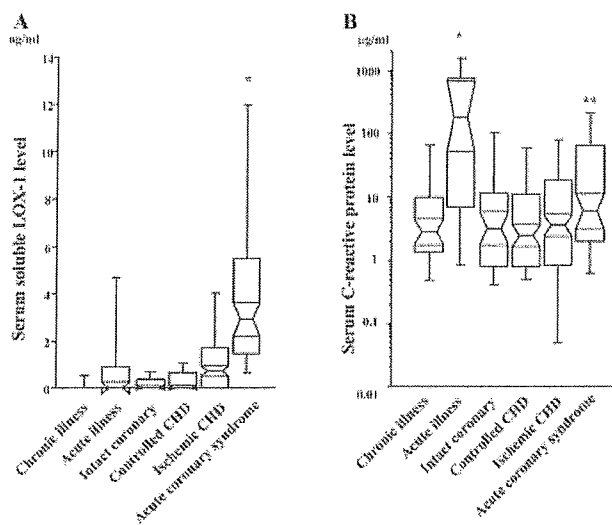 A
ng/ml
14
12
10
8
6
4
2
0
*
Serum soluble LOX-1 level
Chronic illness
Acute illness
Intact coronary
Controlled CHD
Ischemic CHD
Acute coronary syndrome
B
µg/ml
1000
100
10
1
0.1
0.01
*
**
Serum C-reactive protein level
Chronic illness
Acute illness
Intact coronary
Controlled CHD
Ischemic CHD
Acute coronary syndrome